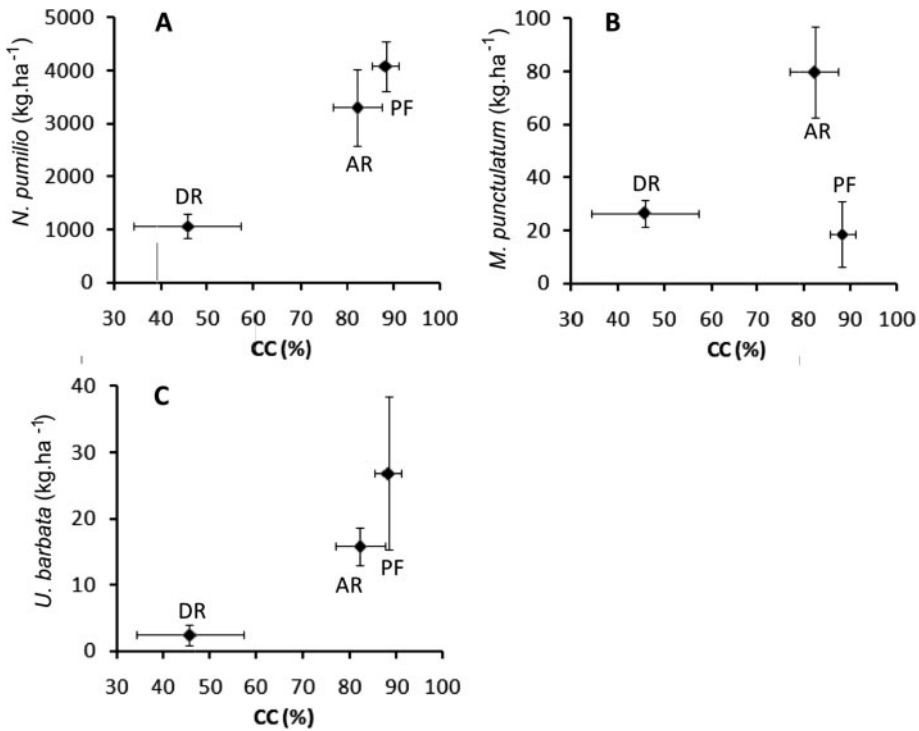 A
5000
4000
3000
2000
1000
0
N. pumilio (kg.ha⁻¹)
DR
AR
PF
30 40 50 60 70 80 90 100
CC (%)
B
100
80
60
40
20
0
M. punctulatum (kg.ha⁻¹)
DR
AR
PF
30 40 50 60 70 80 90 100
CC (%)
C
40
30
20
10
0
U. barbata (kg.ha⁻¹)
DR
AR
PF
30 40 50 60 70 80 90 100
CC (%)